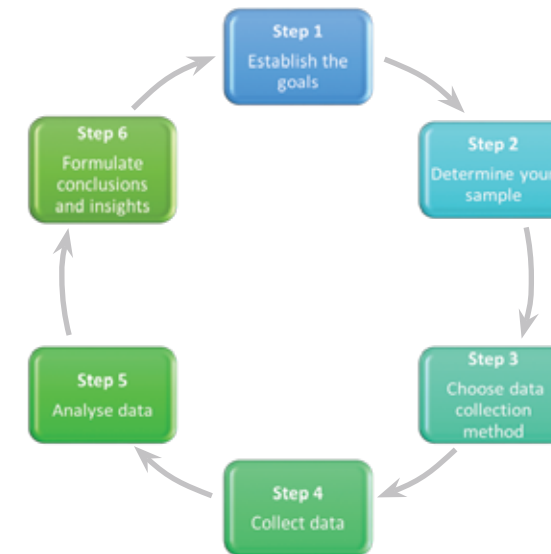 Step 1
Establish the
goals
Step 2
Determine your
sample
Step 3
Choose data
collection
method
Step 4
Collect data
Step 5
Analyse data
Step 6
Formulate
conclusions
and insights